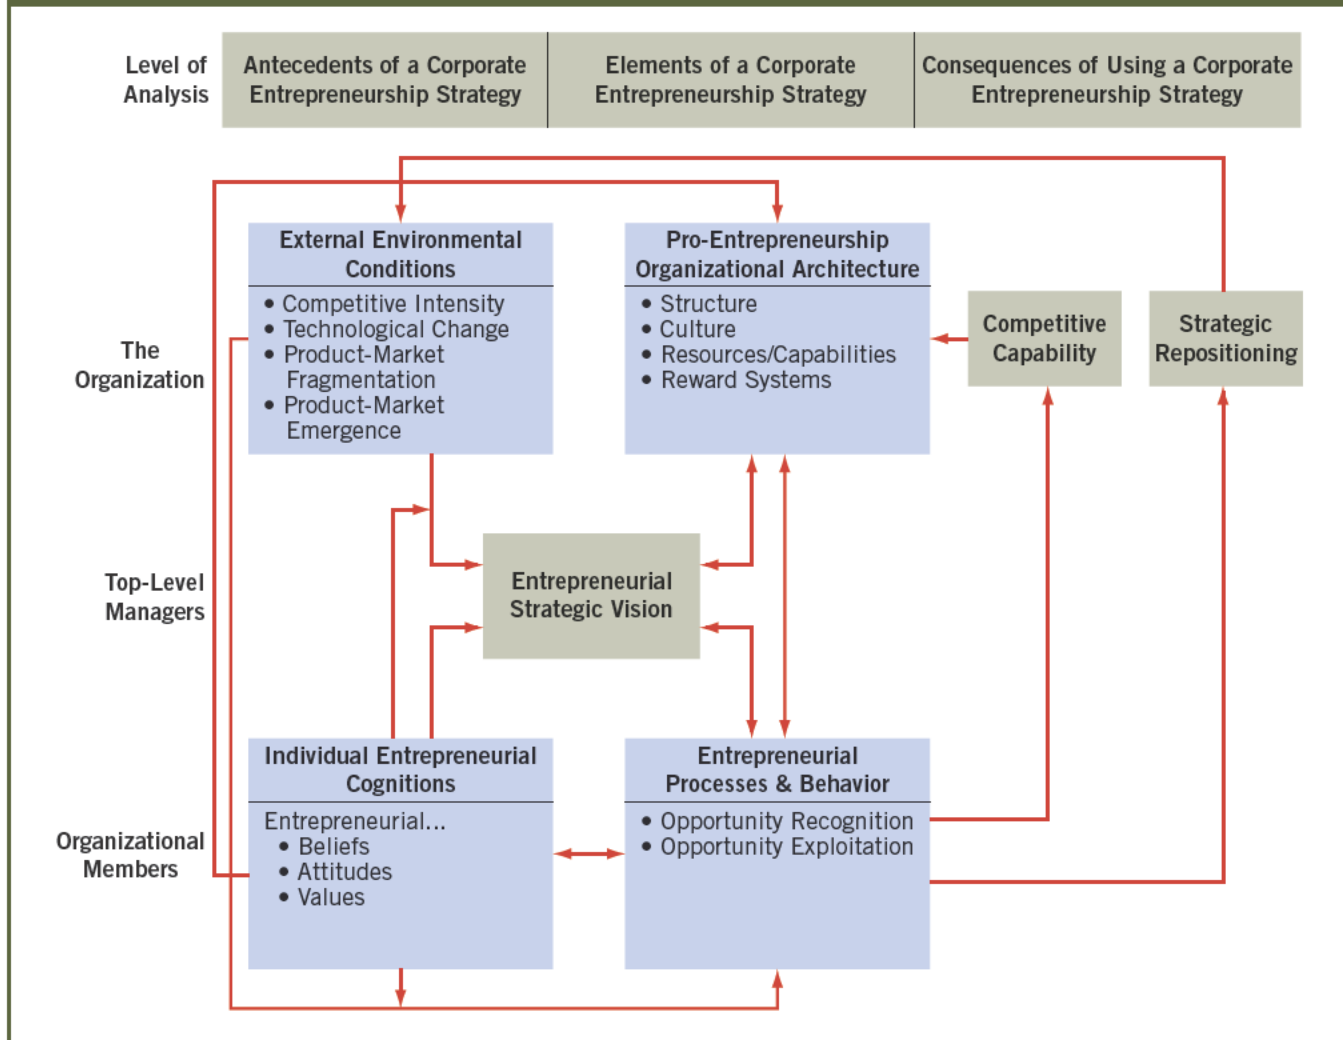 Level of
Analysis
Antecedents of a Corporate
Entrepreneurship Strategy
Elements of a Corporate
Entrepreneurship Strategy
Consequences of Using a Corporate
Entrepreneurship Strategy
The
Organization
External Environmental
Conditions
• Competitive Intensity
• Technological Change
• Product-Market
Fragmentation
• Product-Market
Emergence
Pro-Entrepreneurship
Organizational Architecture
• Structure
• Culture
• Resources/Capabilities
• Reward Systems
Competitive
Capability
Strategic
Repositioning
Top-Level
Managers
Entrepreneurial
Strategic Vision
Organizational
Members
Individual Entrepreneurial
Cognitions
Entrepreneurial...
• Beliefs
• Attitudes
• Values
Entrepreneurial
Processes & Behavior
• Opportunity Recognition
• Opportunity Exploitation